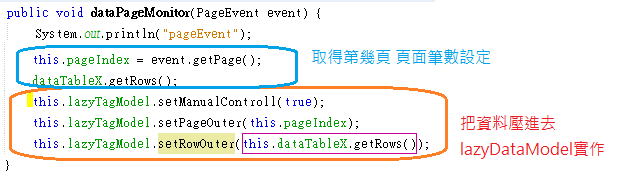 public void dataPageMonitor(PageEvent event) {
System.out.println("pageEvent");
this.pageIndex = event.getPage();
取得第幾頁 頁面筆數設定
dataTableX.getRows();
this.lazyTagModel.setManualControll(true);
this.lazyTagModel.setPageOuter(this.pageIndex);
把資料壓進去
this.lazyTagModel.setRowOuter(this.dataTableX.getRows());
lazyDataModel實作
}